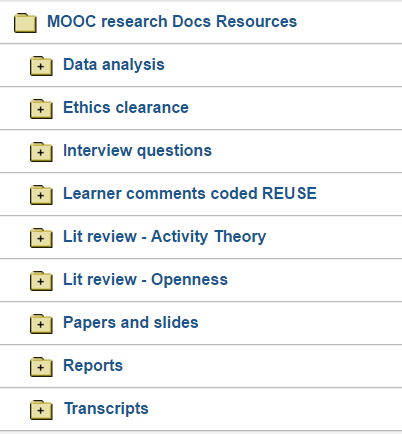 MOOC research Docs Resources
Data analysis
Ethics clearance
Interview questions
Learner comments coded REUSE
Lit review - Activity Theory
Lit review - Openness
Papers and slides
Reports
Transcripts